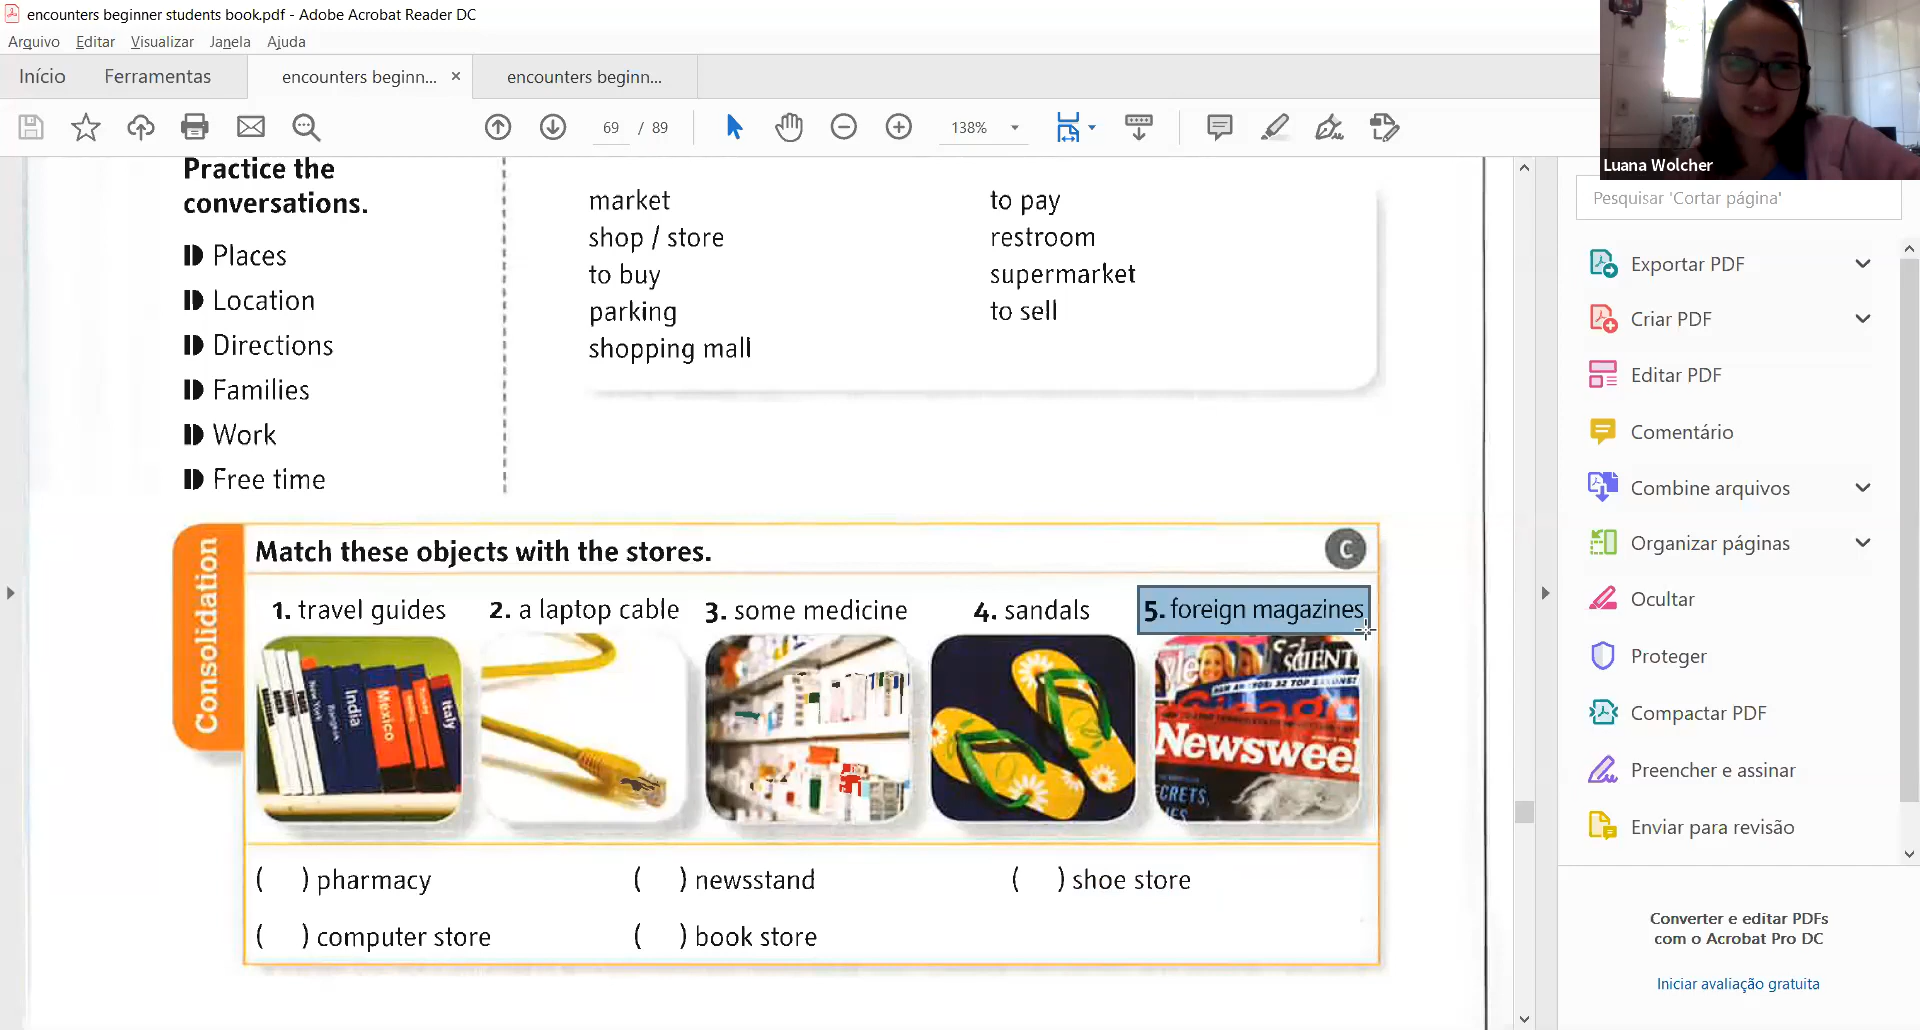 encounters beginner students book.pdf - Adobe Acrobat Reader DC
Arquivo Editar Visualizar Janela Ajuda
Início Ferramentas encounters beginn... × encounters beginn...
69 / 89 138%
Luana Wolcher
Practice the
conversations.
Places
Location
Directions
Families
Work
Free time
market
shop / store
to buy
parking
shopping mall
to pay
restroom
supermarket
to sell
Consolidation
Match these objects with the stores. C
1. travel guides 2. a laptop cable 3. some medicine 4. sandals 5. foreign magazines
India
Mexico
Italy
Newsweek
( ) pharmacy ( ) newsstand ( ) shoe store
( ) computer store ( ) book store
Pesquisar 'Cortar página'
Exportar PDF
Criar PDF
Editar PDF
Comentário
Combine arquivos
Organizar páginas
Ocultar
Proteger
Compactar PDF
Preencher e assinar
Enviar para revisão
Converter e editar PDFs
com o Acrobat Pro DC
Iniciar avaliação gratuita